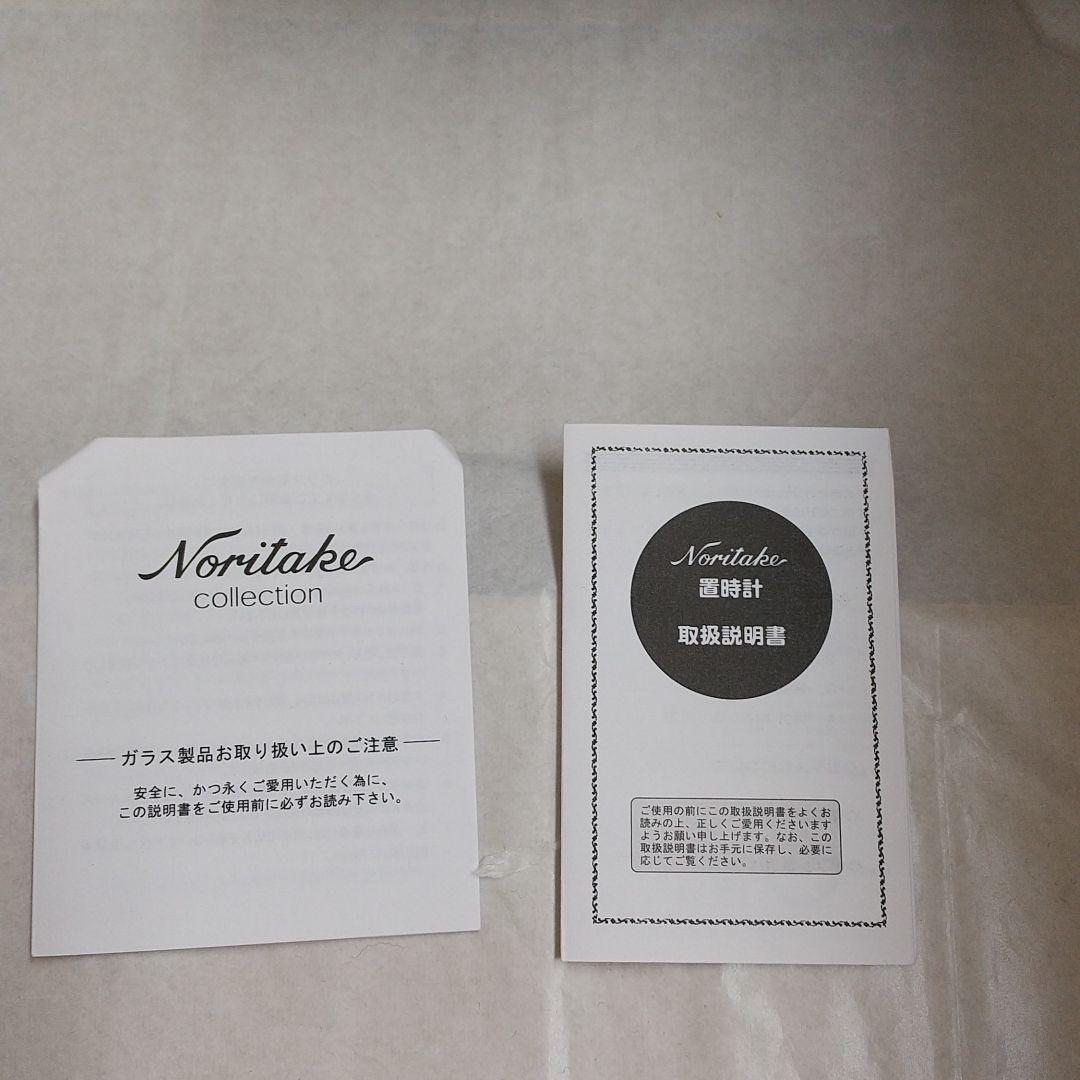 Noritake
collection
ガラス製品お取り扱い上のご注意
安全に、かつ永くご愛用いただく為に、
この説明書をご使用前に必ずお読み下さい。
Noritake
置時計
取扱説明書
ご使用の前にこの取扱説明書をよくお
読みの上、正しくご愛用くださいます
ようお願い申し上げます。なお、この
取扱説明書はお手元に保存し、必要に
応じてご覧ください。